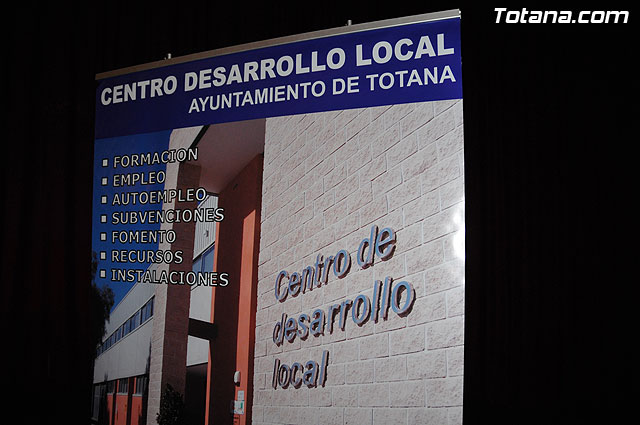 Totana.com
CENTRO DESARROLLO LOCAL
AYUNTAMIENTO DE TOTANA
FORMACION
EMPLEO
AUTOEMPLEO
SUBVENCIONES
FOMENTO
RECURSOS
INSTALACIONES
Centro de
desarrollo
local